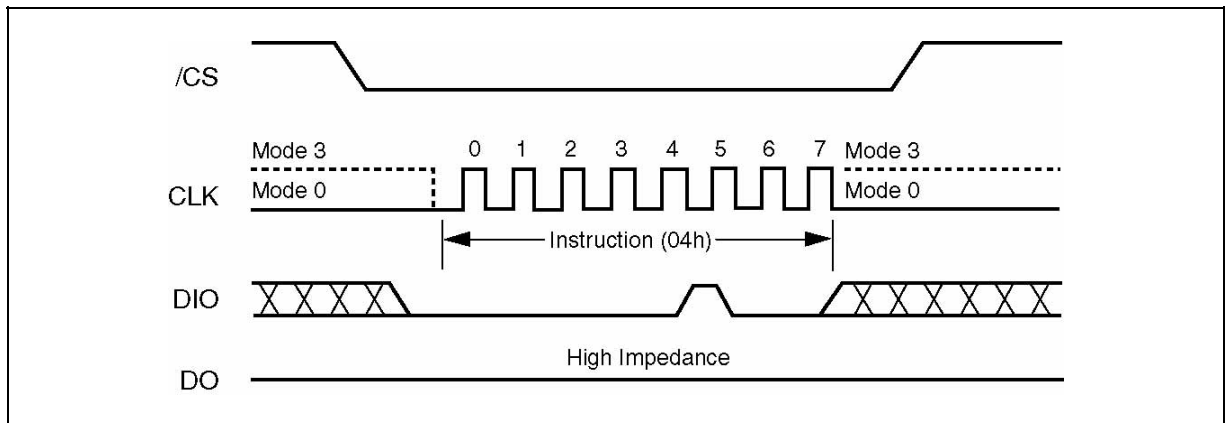 /CS
Mode 3 0 1 2 3 4 5 6 7 Mode 3
CLK Mode 0 Mode 0
Instruction (04h)
DIO
High Impedance
DO